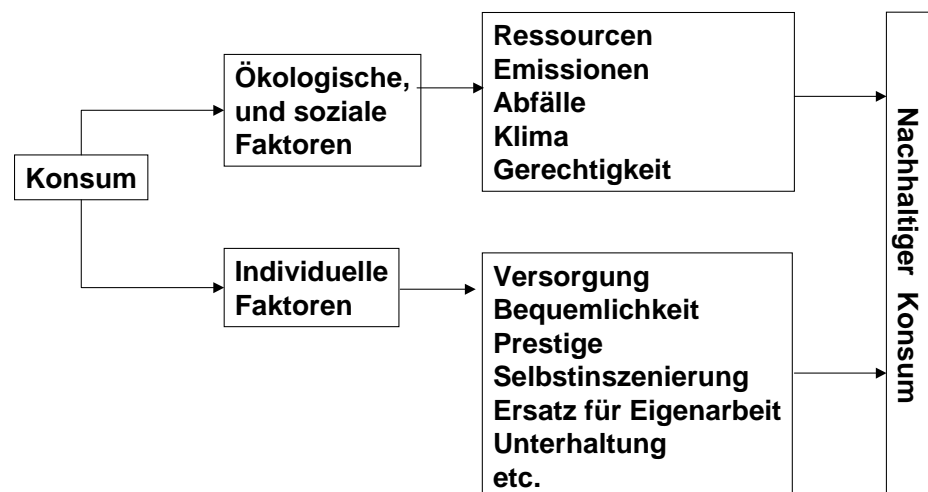 Konsum
Ökologische,
und soziale
Faktoren
Ressourcen
Emissionen
Abfälle
Klima
Gerechtigkeit
Individuelle
Faktoren
Versorgung
Bequemlichkeit
Prestige
Selbstinszenierung
Ersatz für Eigenarbeit
Unterhaltung
etc.
Nachhaltiger Konsum